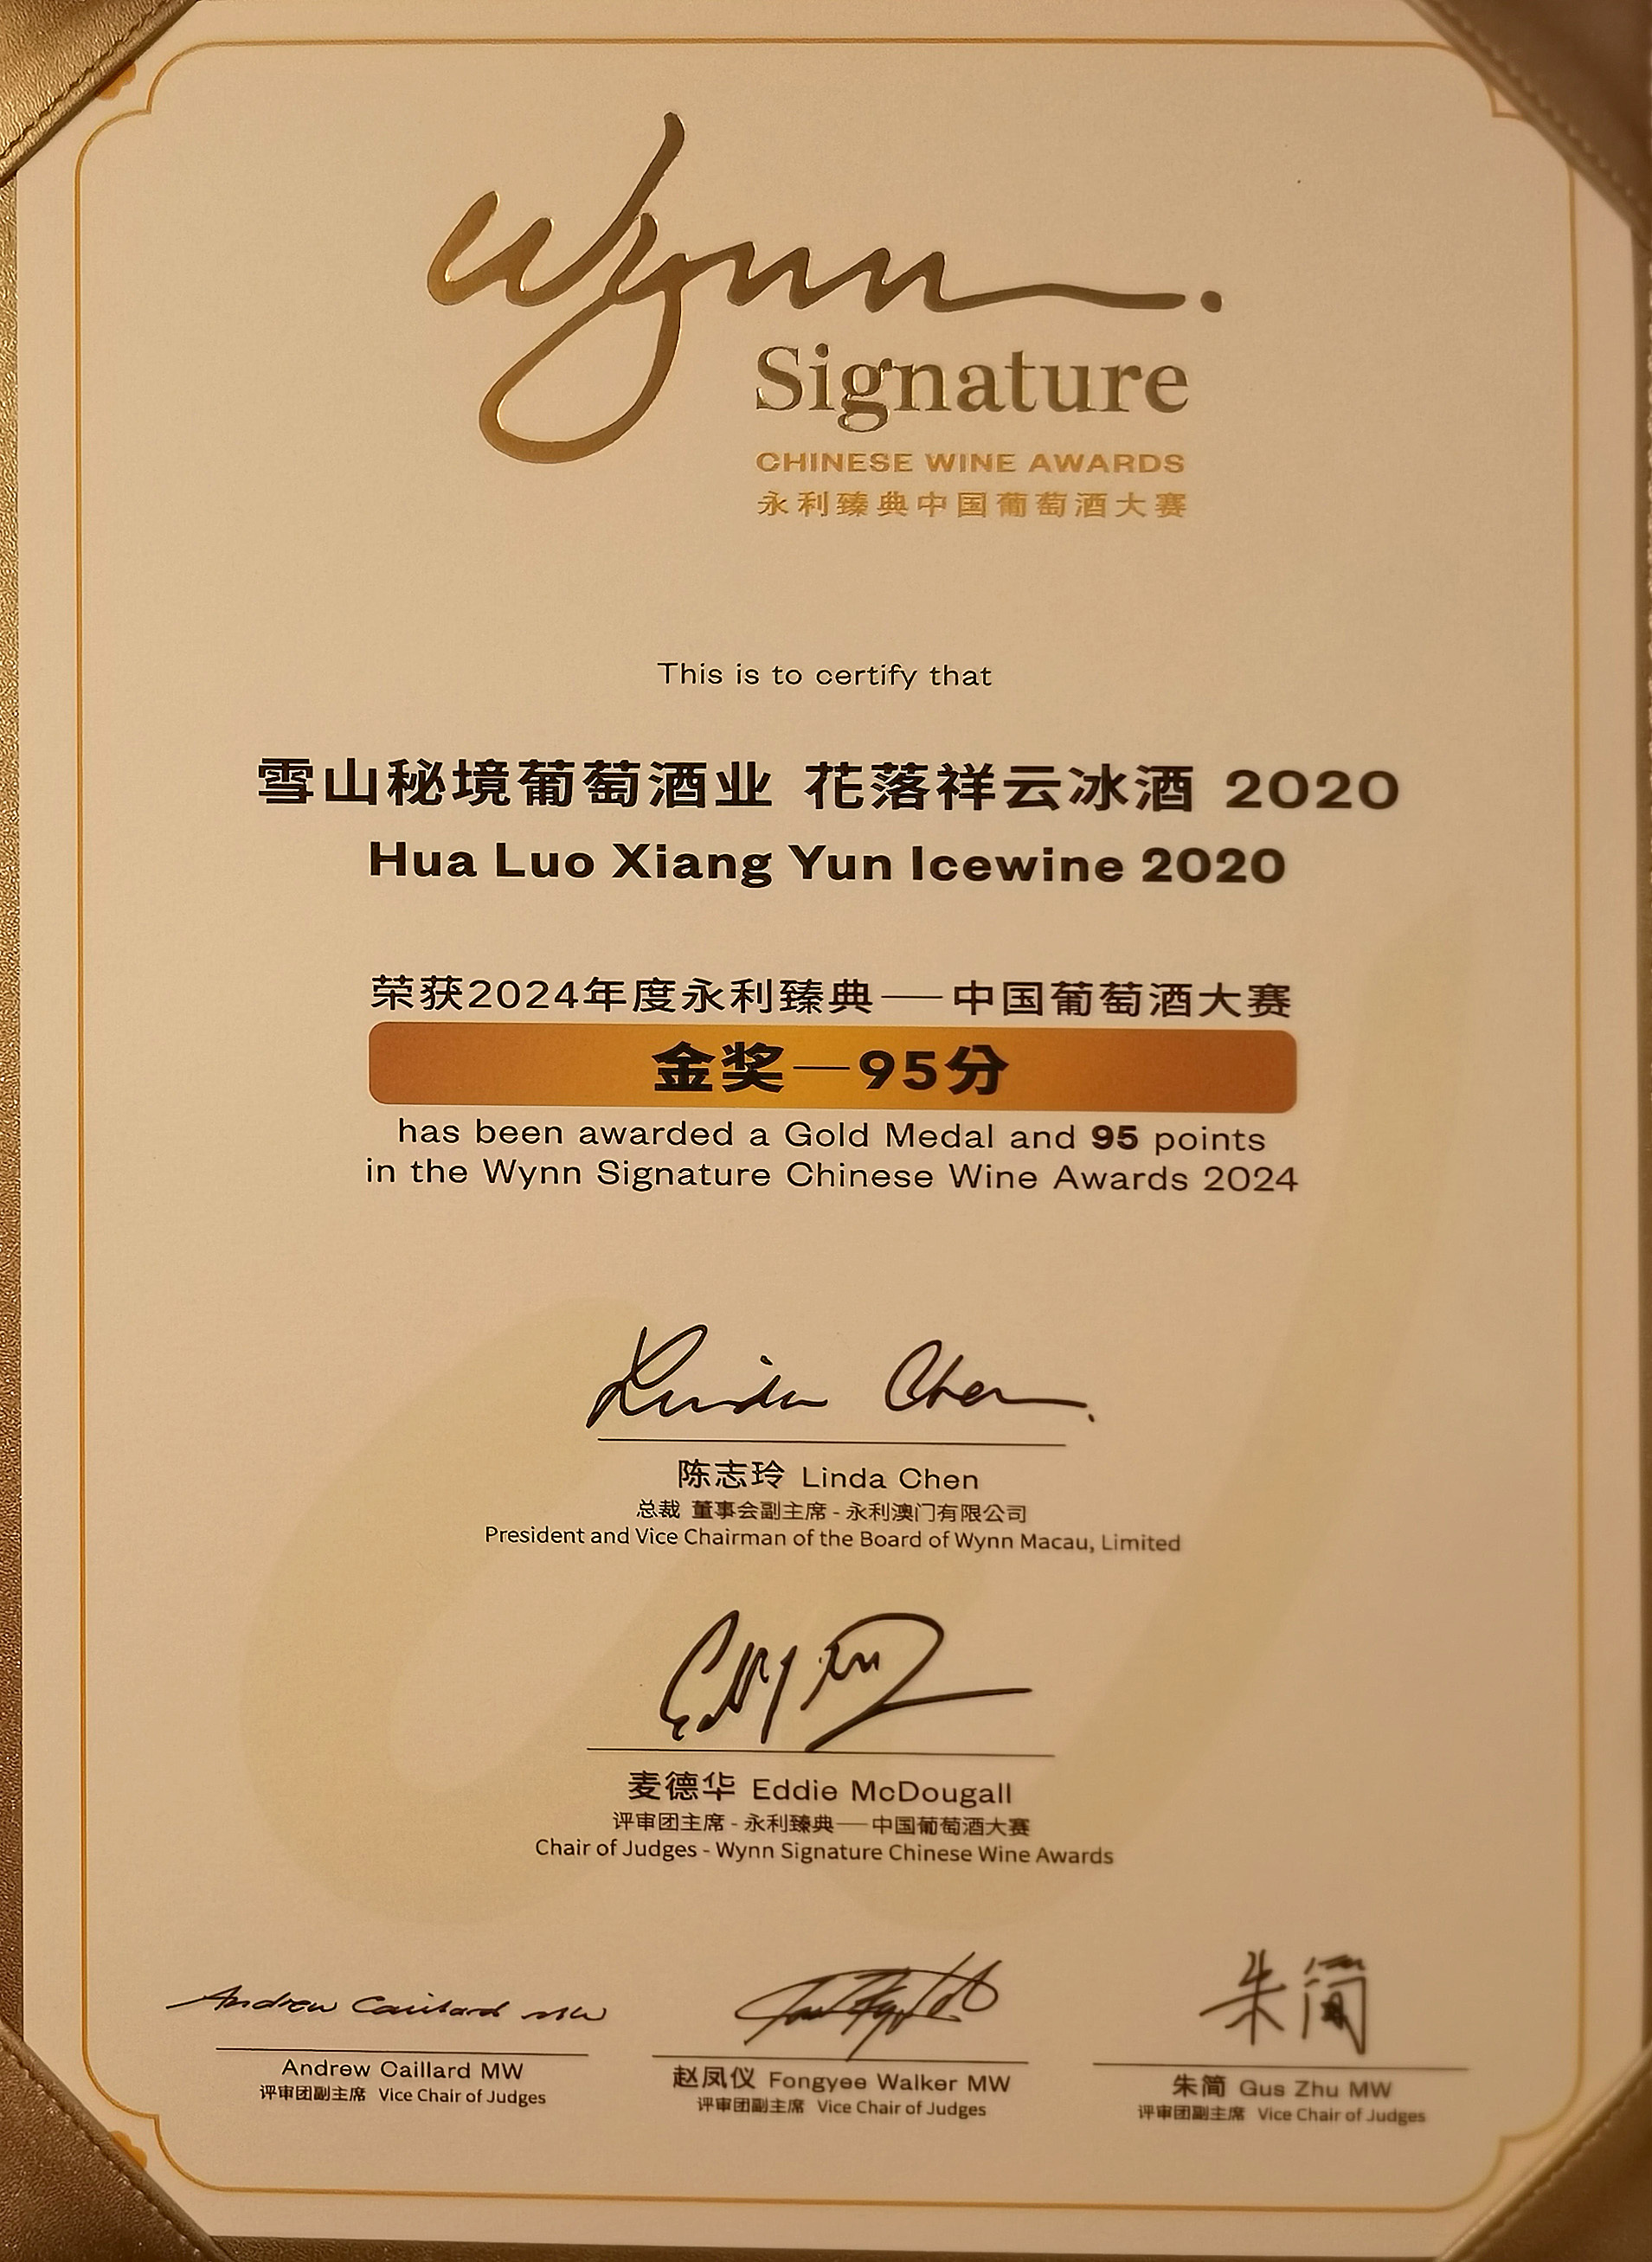 Wynn.
Signature
CHINESE WINE AWARDS
永利臻典中国葡萄酒大赛
This is to certify that
雪山秘境葡萄酒业 花落祥云冰酒 2020
Hua Luo Xiang Yun Icewine 2020
荣获2024年度永利臻典——中国葡萄酒大赛
金奖—95分
has been awarded a Gold Medal and 95 points
in the Wynn Signature Chinese Wine Awards 2024
Linda Chen.
陈志玲 Linda Chen
总裁 董事会副主席 - 永利澳门有限公司
President and Vice Chairman of the Board of Wynn Macau, Limited
麦德华 Eddie McDougall
评审团主席 - 永利臻典——中国葡萄酒大赛
Chair of Judges - Wynn Signature Chinese Wine Awards
Andrew Caillard MW
朱简
Andrew Caillard MW
评审团副主席 Vice Chair of Judges
赵凤仪 Fongyee Walker MW
评审团副主席 Vice Chair of Judges
朱简 Gus Zhu MW
评审团副主席 Vice Chair of Judges